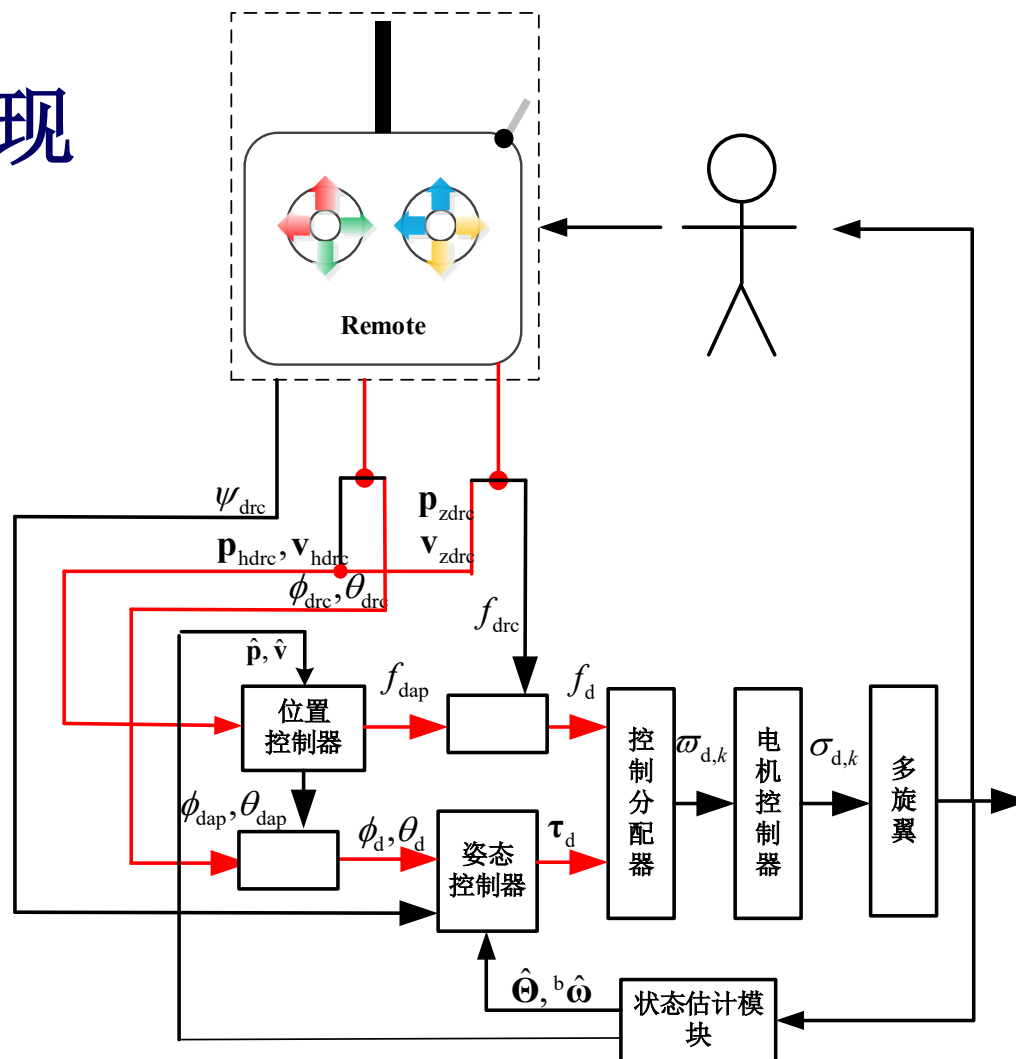 现
Remote
ψdrc
pzdrc
vzdrc
phdrc, vhdrc
ϕdrc, θdrc
fdrc
p̂, v̂
fdap
fd
位置
控制器
控制分配器
ϖd,k
电机控制器
σd,k
多旋翼
ϕdap, θdap
ϕd, θd
τd
姿态
控制器
Θ̂, ᵇω̂
状态估计模
块